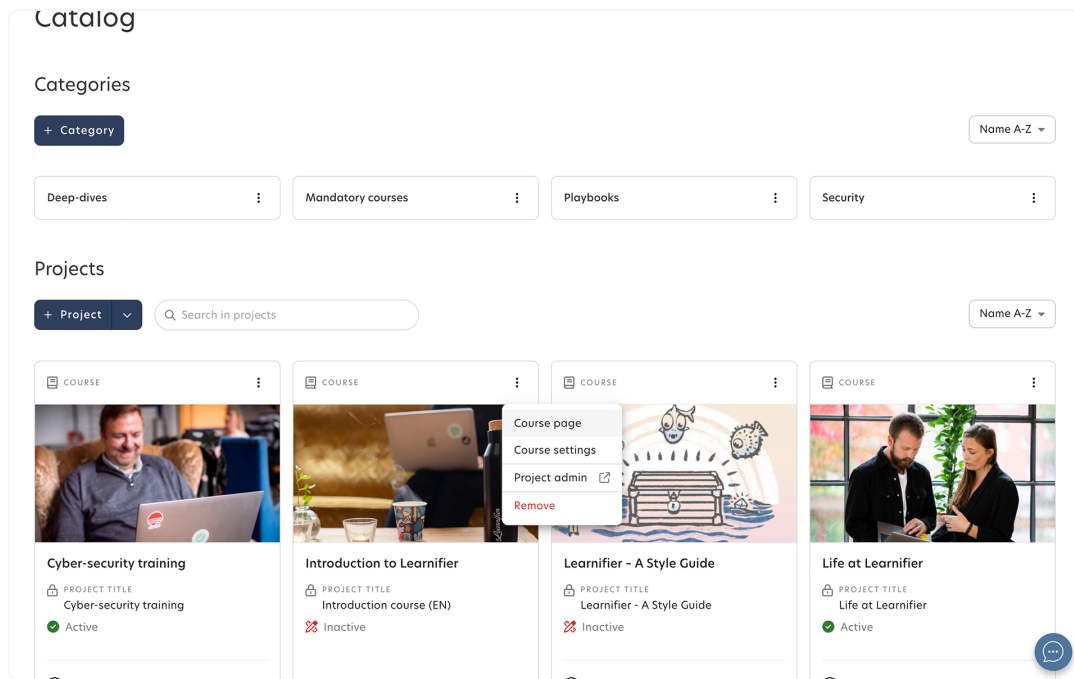 Catalog
Categories
+ Category
Name A-Z
Deep-dives
Mandatory courses
Playbooks
Security
Projects
+ Project
Search in projects
Name A-Z
COURSE
COURSE
COURSE
COURSE
Course page
Course settings
Project admin
Remove
Learnifier
Cyber-security training
PROJECT TITLE
Cyber-security training
Active
Introduction to Learnifier
PROJECT TITLE
Introduction course (EN)
Inactive
Learnifier – A Style Guide
PROJECT TITLE
Learnifier - A Style Guide
Inactive
Life at Learnifier
PROJECT TITLE
Life at Learnifier
Active